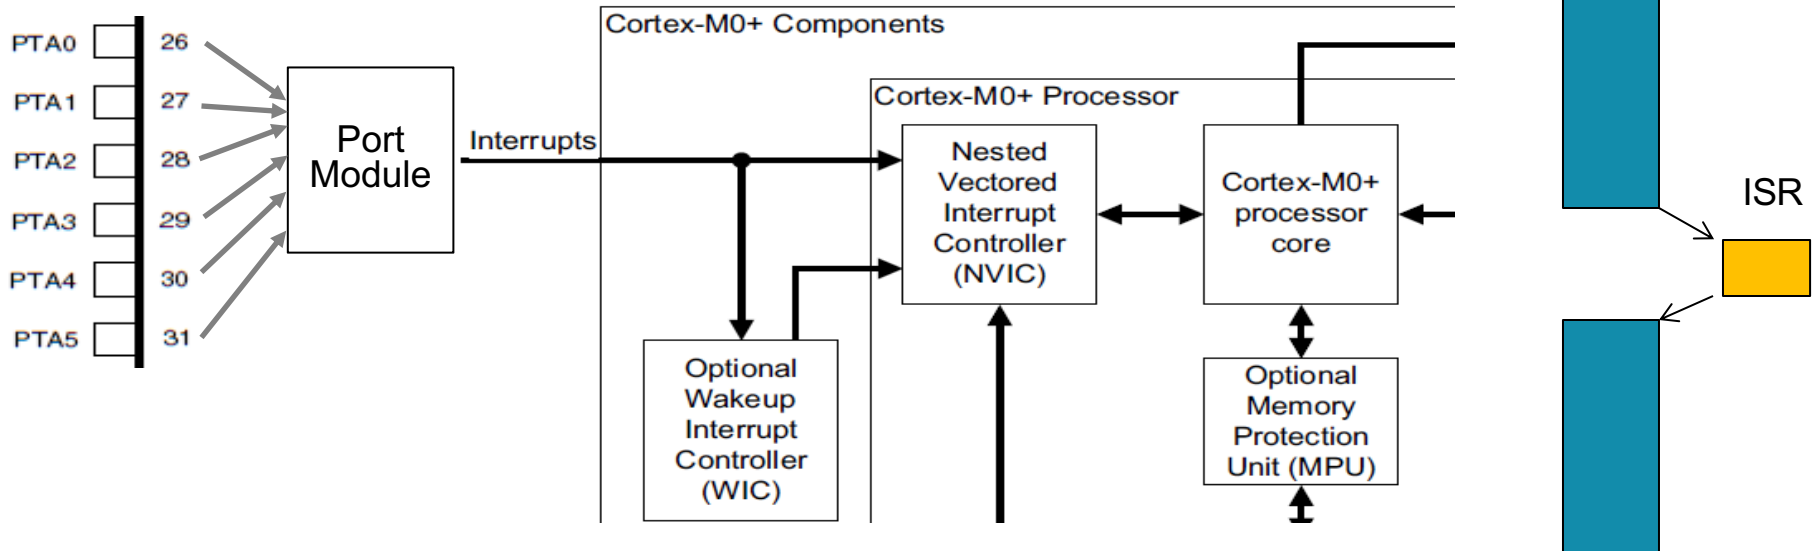 PTA0 26
PTA1 27
PTA2 28
PTA3 29
PTA4 30
PTA5 31
Port
Module
Interrupts
Cortex-M0+ Components
Cortex-M0+ Processor
Nested
Vectored
Interrupt
Controller
(NVIC)
Cortex-M0+
processor
core
Optional
Wakeup
Interrupt
Controller
(WIC)
Optional
Memory
Protection
Unit (MPU)
ISR